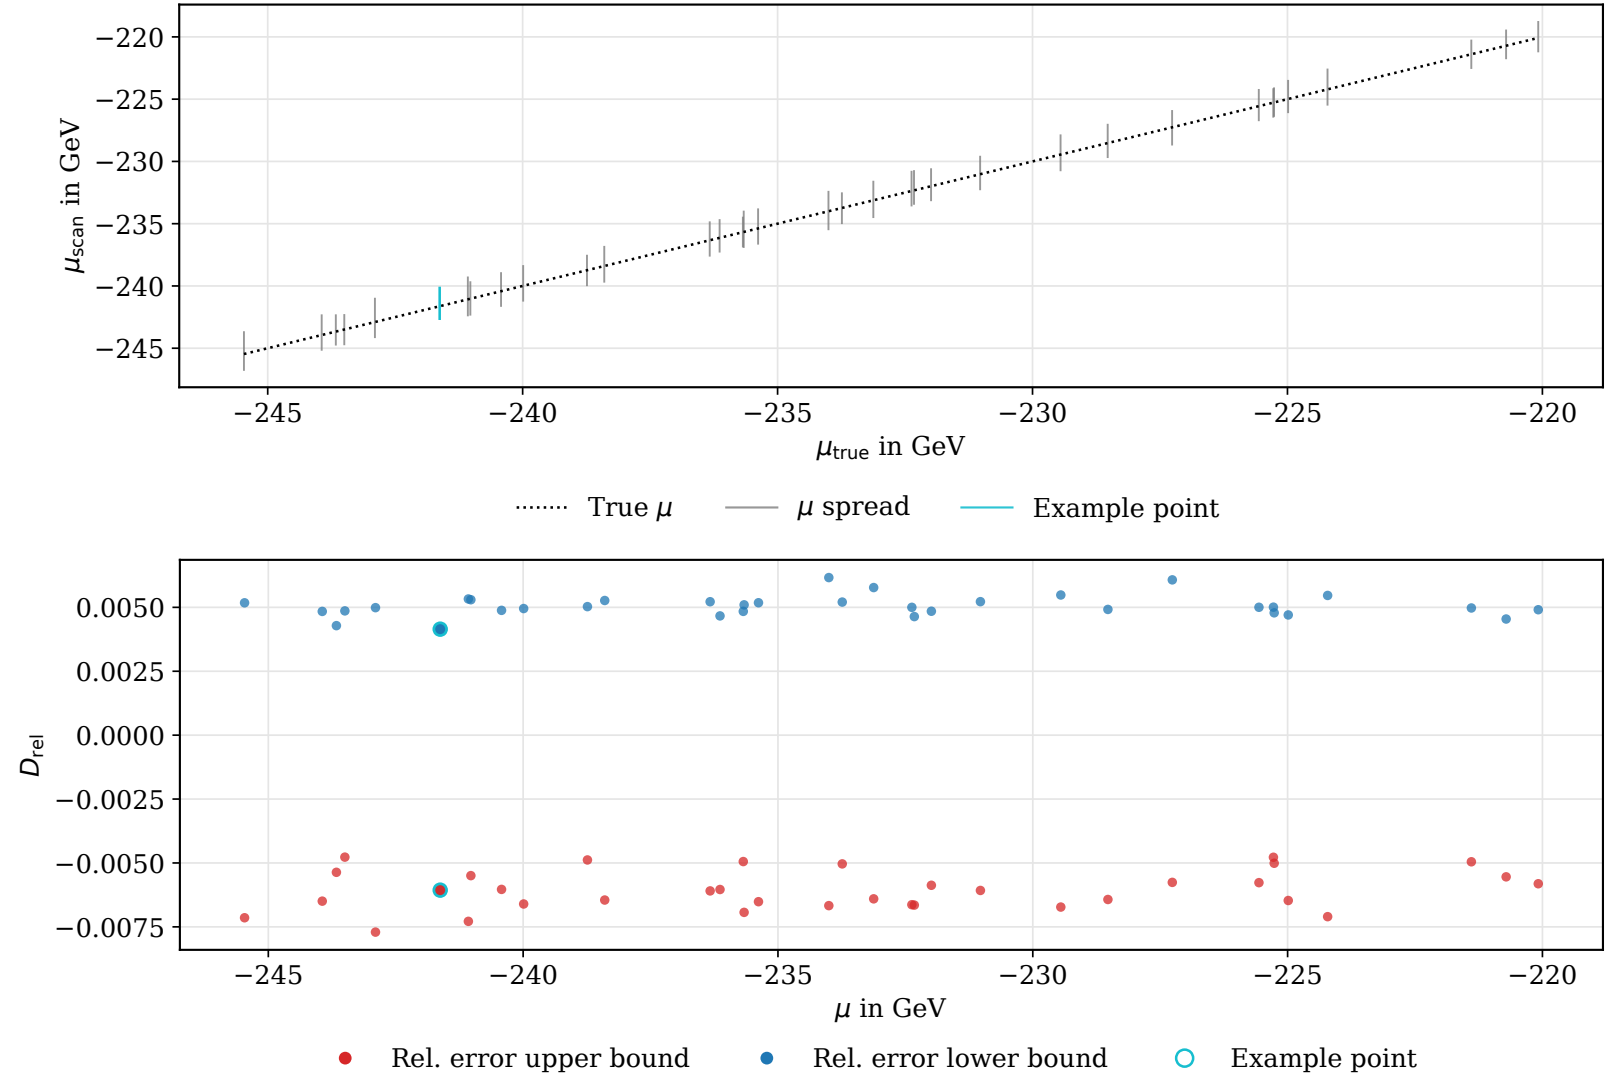 −220
−225
−230
−235
−240
−245
μscan in GeV
−245 −240 −235 −230 −225 −220
μtrue in GeV
True μ μ spread Example point
0.0050
0.0025
0.0000
−0.0025
−0.0050
−0.0075
Drel
−245 −240 −235 −230 −225 −220
μ in GeV
Rel. error upper bound Rel. error lower bound Example point